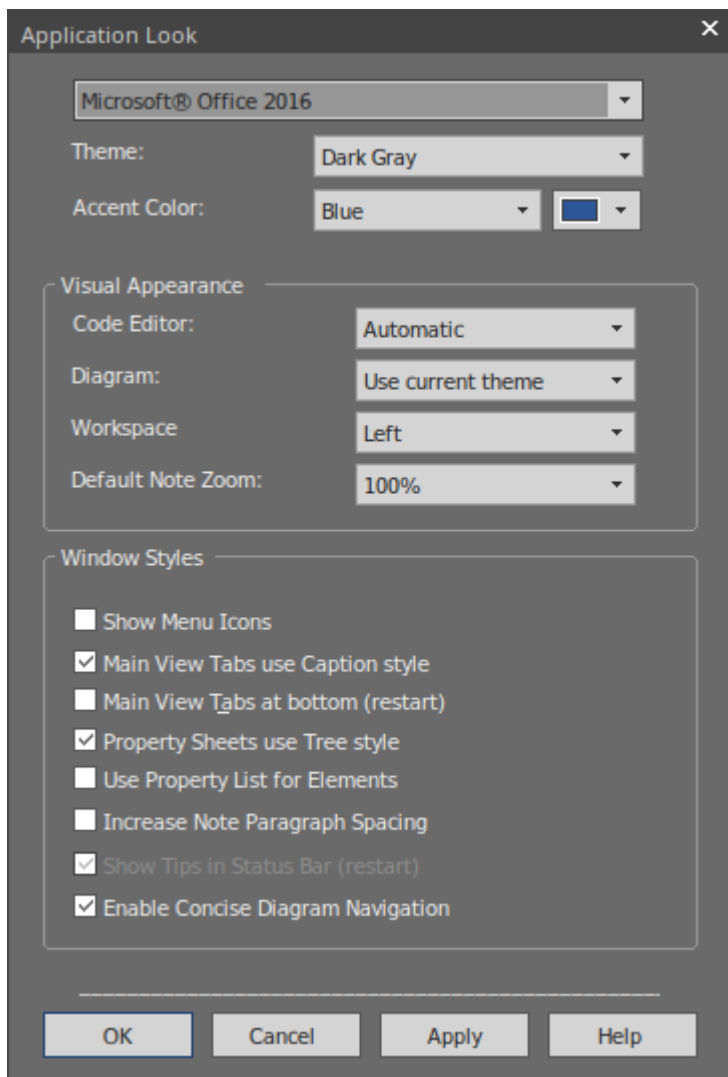 Application Look
Microsoft® Office 2016
Theme: Dark Gray
Accent Color: Blue
Visual Appearance
Code Editor: Automatic
Diagram: Use current theme
Workspace Left
Default Note Zoom: 100%
Window Styles
Show Menu Icons
Main View Tabs use Caption style
Main View Tabs at bottom (restart)
Property Sheets use Tree style
Use Property List for Elements
Increase Note Paragraph Spacing
Show Tips in Status Bar (restart)
Enable Concise Diagram Navigation
OK Cancel Apply Help